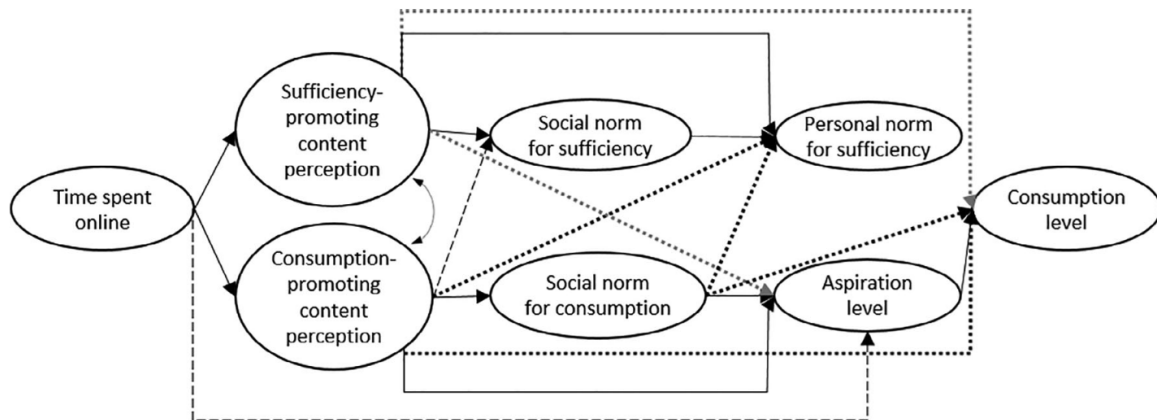 Sufficiency-
promoting
content
perception
Social norm
for sufficiency
Personal norm
for sufficiency
Time spent
online
Consumption
level
Consumption-
promoting
content
perception
Social norm
for consumption
Aspiration
level